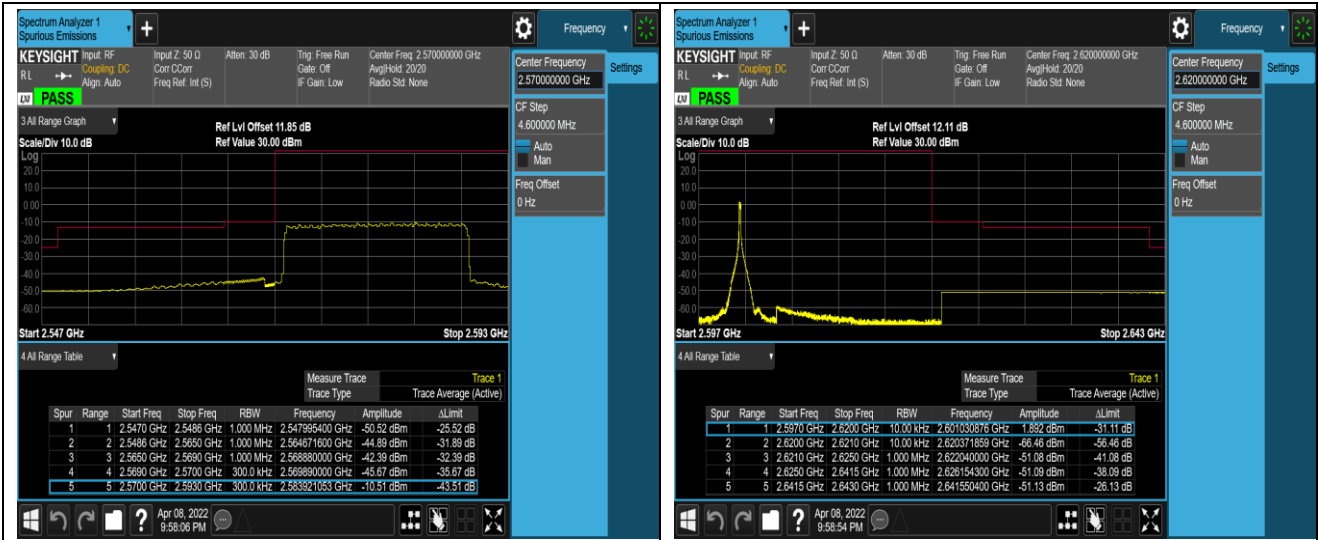 Spectrum Analyzer 1
Spurious Emissions
Frequency
KEYSIGHT
Input: RF
Coupling: DC
Align: Auto
Input Z: 50 Ω
Corr CCorr
Freq Ref: Int (S)
Atten: 30 dB
Trig: Free Run
Gate: Off
IF Gain: Low
Center Freq: 2.570000000 GHz
Avg|Hold: 20/20
Radio Std: None
R L
LXI
PASS
Center Frequency
2.570000000 GHz
Settings
CF Step
4.600000 MHz
Auto
Man
Freq Offset
0 Hz
3 All Range Graph
Ref Lvl Offset 11.85 dB
Scale/Div 10.0 dB
Ref Value 30.00 dBm
Log
20.0
10.0
0.00
-10.0
-20.0
-30.0
-40.0
-50.0
-60.0
Start 2.547 GHz
Stop 2.593 GHz
4 All Range Table
Measure Trace Trace 1
Trace Type Trace Average (Active)
Spur Range Start Freq Stop Freq RBW Frequency Amplitude ΔLimit
1 1 2.5470 GHz 2.5486 GHz 1.000 MHz 2.547995400 GHz -50.52 dBm -25.52 dB
2 2 2.5486 GHz 2.5650 GHz 1.000 MHz 2.564671600 GHz -44.89 dBm -31.89 dB
3 3 2.5650 GHz 2.5690 GHz 1.000 MHz 2.568880000 GHz -42.39 dBm -32.39 dB
4 4 2.5690 GHz 2.5700 GHz 300.0 kHz 2.569890000 GHz -45.67 dBm -35.67 dB
5 5 2.5700 GHz 2.5930 GHz 300.0 kHz 2.583921053 GHz -10.51 dBm -43.51 dB
?
Apr 08, 2022
9:58:06 PM
Spectrum Analyzer 1
Spurious Emissions
Frequency
KEYSIGHT
Input: RF
Coupling: DC
Align: Auto
Input Z: 50 Ω
Corr CCorr
Freq Ref: Int (S)
Atten: 30 dB
Trig: Free Run
Gate: Off
IF Gain: Low
Center Freq: 2.620000000 GHz
Avg|Hold: 20/20
Radio Std: None
R L
LXI
PASS
Center Frequency
2.620000000 GHz
Settings
CF Step
4.600000 MHz
Auto
Man
Freq Offset
0 Hz
3 All Range Graph
Ref Lvl Offset 12.11 dB
Scale/Div 10.0 dB
Ref Value 30.00 dBm
Log
20.0
10.0
0.00
-10.0
-20.0
-30.0
-40.0
-50.0
-60.0
Start 2.597 GHz
Stop 2.643 GHz
4 All Range Table
Measure Trace Trace 1
Trace Type Trace Average (Active)
Spur Range Start Freq Stop Freq RBW Frequency Amplitude ΔLimit
1 1 2.5970 GHz 2.6200 GHz 10.00 kHz 2.601030876 GHz 1.892 dBm -31.11 dB
2 2 2.6200 GHz 2.6210 GHz 10.00 kHz 2.620371859 GHz -66.46 dBm -56.46 dB
3 3 2.6210 GHz 2.6250 GHz 1.000 MHz 2.622040000 GHz -51.08 dBm -41.08 dB
4 4 2.6250 GHz 2.6415 GHz 1.000 MHz 2.626154300 GHz -51.09 dBm -38.09 dB
5 5 2.6415 GHz 2.6430 GHz 1.000 MHz 2.641550400 GHz -51.13 dBm -26.13 dB
?
Apr 08, 2022
9:58:54 PM